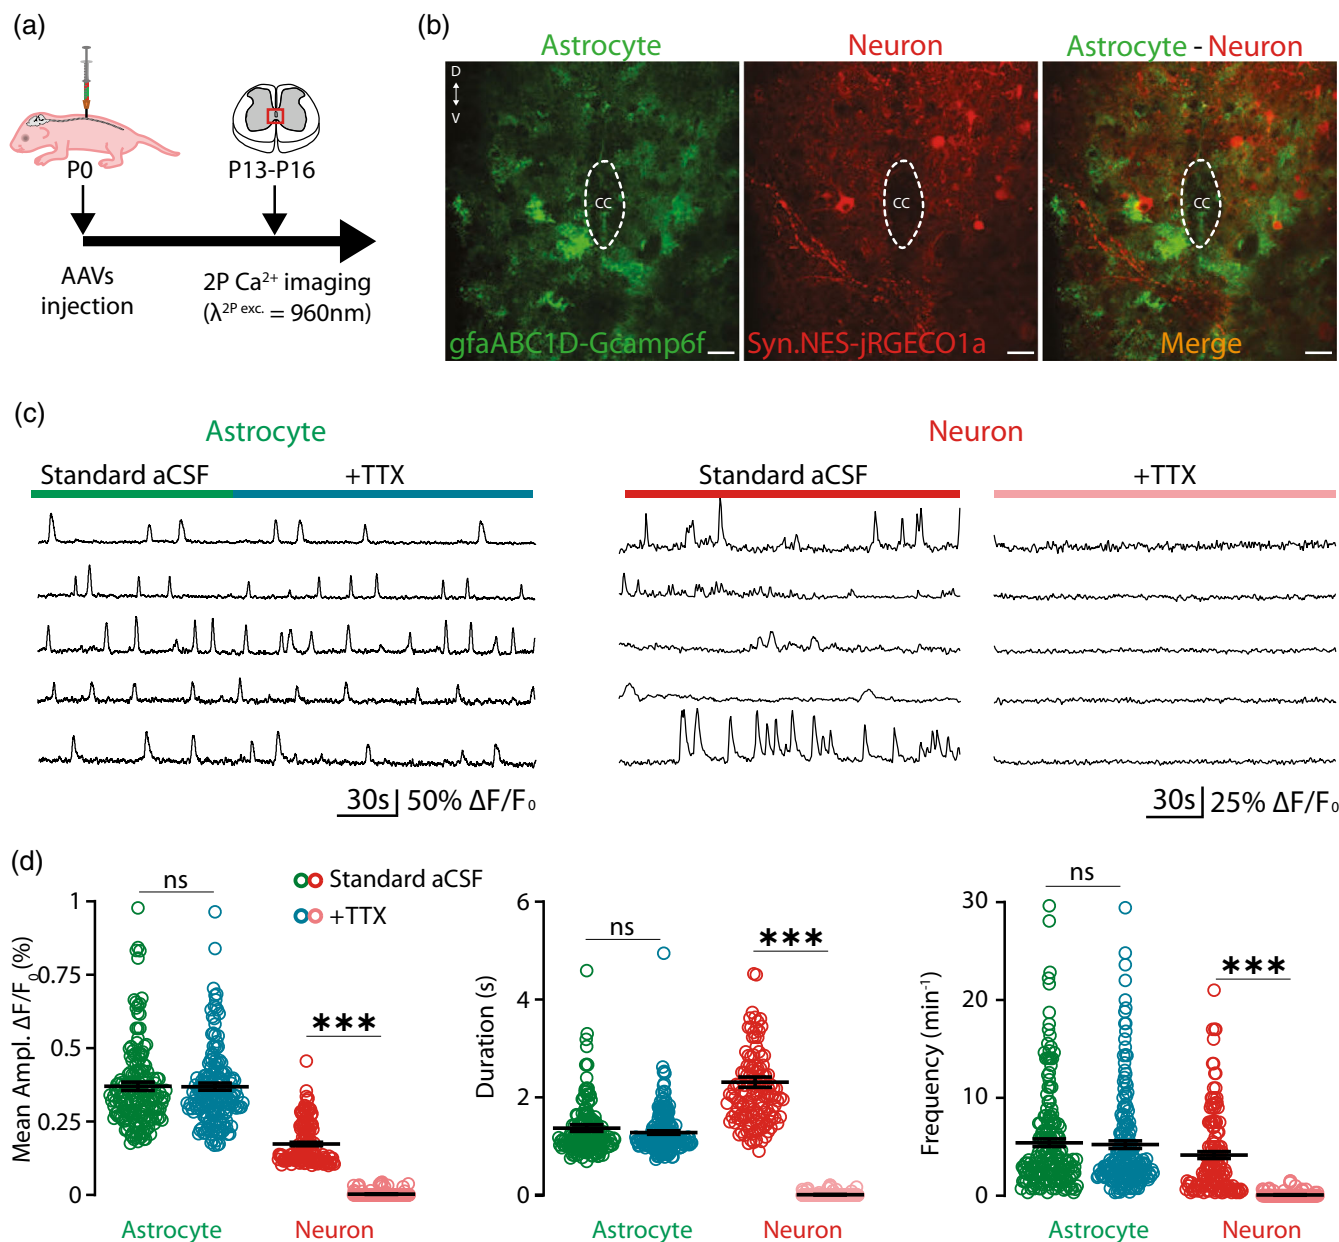 (a)
P0
P13-P16
AAVs
injection
2P Ca²⁺ imaging
(λ²ᴾ ᵉˣᶜ· = 960nm)
(b)
Astrocyte
Neuron
Astrocyte - Neuron
D
V
cc
cc
cc
gfaABC1D-Gcamp6f
Syn.NES-jRGECO1a
Merge
(c)
Astrocyte
Neuron
Standard aCSF
+TTX
Standard aCSF
+TTX
30s
50% ΔF/F₀
30s
25% ΔF/F₀
(d)
Mean Ampl. ΔF/F₀ (%)
1
0.75
0.5
0.25
0
ns
***
Standard aCSF
+TTX
Astrocyte
Neuron
Duration (s)
6
4
2
0
ns
***
Astrocyte
Neuron
Frequency (min⁻¹)
30
20
10
0
ns
***
Astrocyte
Neuron